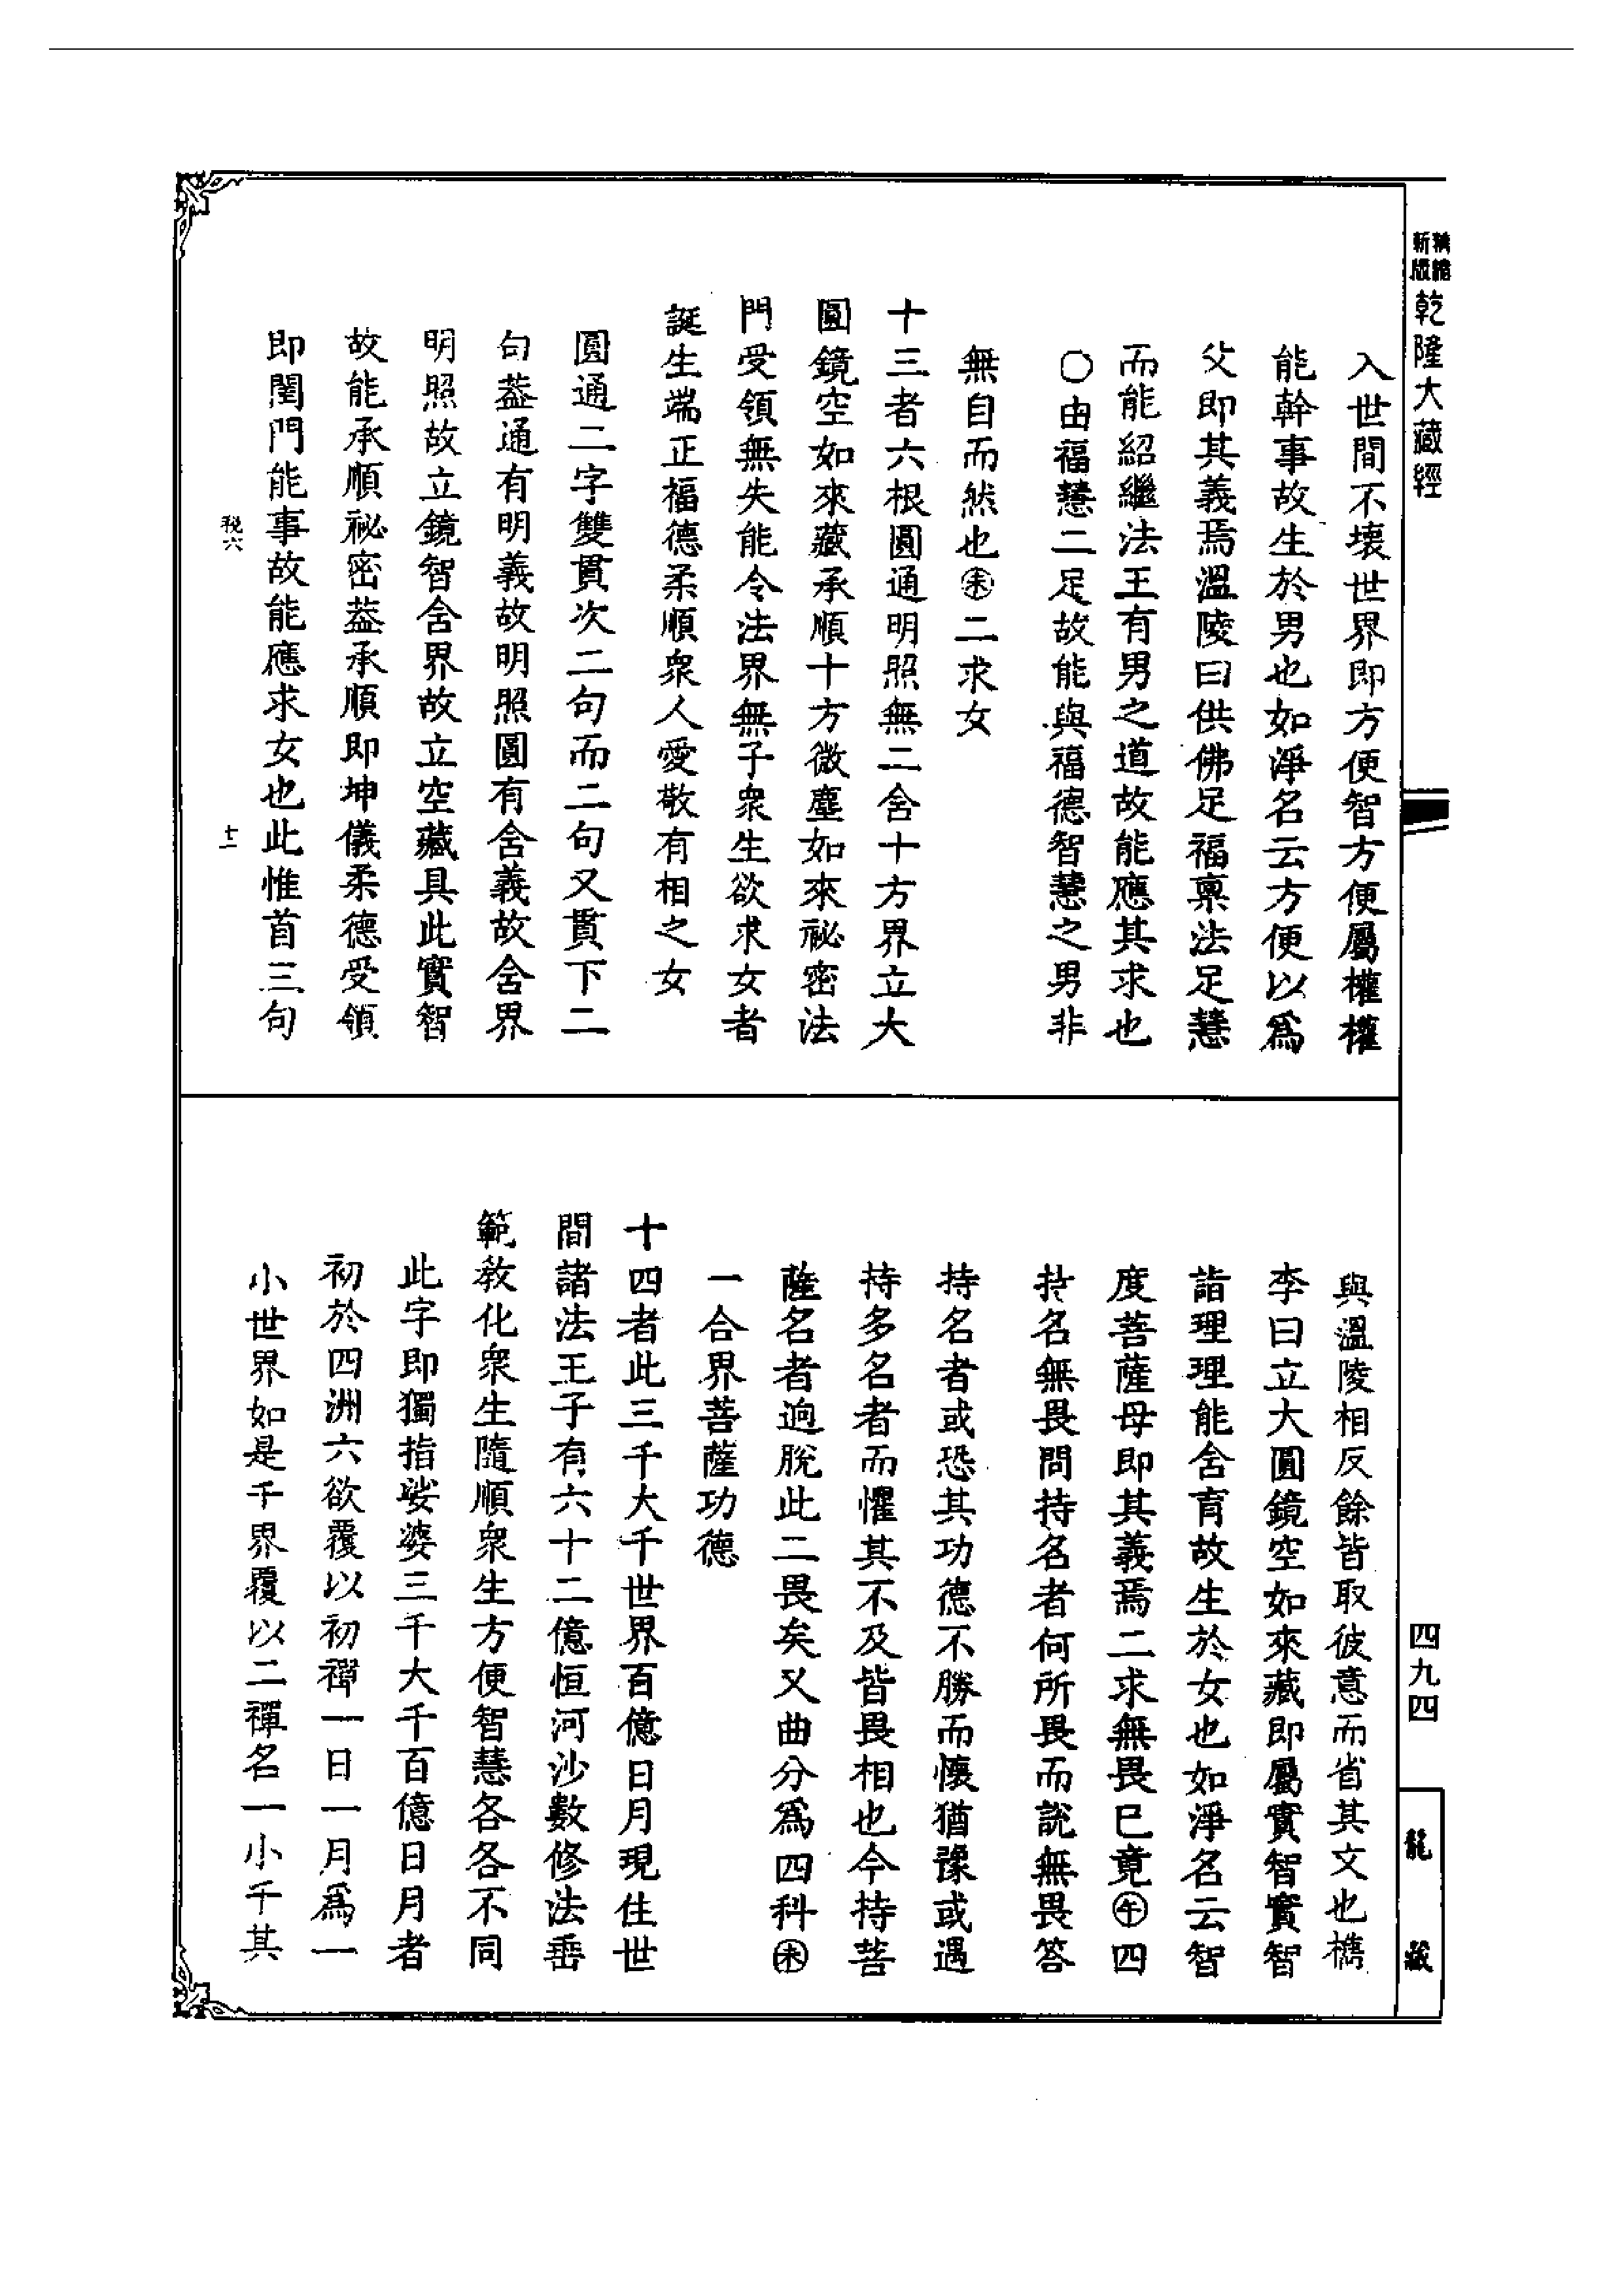 精縮
新版
乾隆大藏經
入世間不壞世界即方便智方便屬權權
能幹事故生於男也如淨名云方便以為
父即其義焉溫陵曰供佛足福稟法足慧
而能紹繼法王有男之道故能應其求也
○由福慧二足故能與福德智慧之男非
無自而然也㊍二求女
十三者六根圓通明照無二含十方界立大
圓鏡空如來藏承順十方微塵如來祕密法
門受領無失能令法界無子眾生欲求女者
誕生端正福德柔順眾人愛敬有相之女
圓通二字雙貫次二句而二句又貫下二
句葢通有明義故明照圓有含義故含界
明照故立鏡智含界故立空藏具此實智
故能承順祕密葢承順即坤儀柔德受領
即閨門能事故能應求女也此惟首三句
稅六
十二
與溫陵相反餘皆取彼意而省其文也檇
李曰立大圓鏡空如來藏即屬實智實智
詣理理能含育故生於女也如淨名云智
度菩薩母即其義焉二求無畏已竟(午)四
持名無畏問持名者何所畏而說無畏答
持名者或恐其功德不勝而懷猶豫或遇
持多名者而懼其不及皆畏相也今持菩
薩名者逈脫此二畏矣又曲分為四科(未)
一合界菩薩功德
十四者此三千大千世界百億日月現住世
間諸法王子有六十二億恒河沙數修法垂
範教化眾生隨順眾生方便智慧各各不同
此字即獨指娑婆三千大千百億日月者
初於四洲六欲覆以初禪一日一月為一
小世界如是千界覆以二禪名一小千其
四九四
龍藏